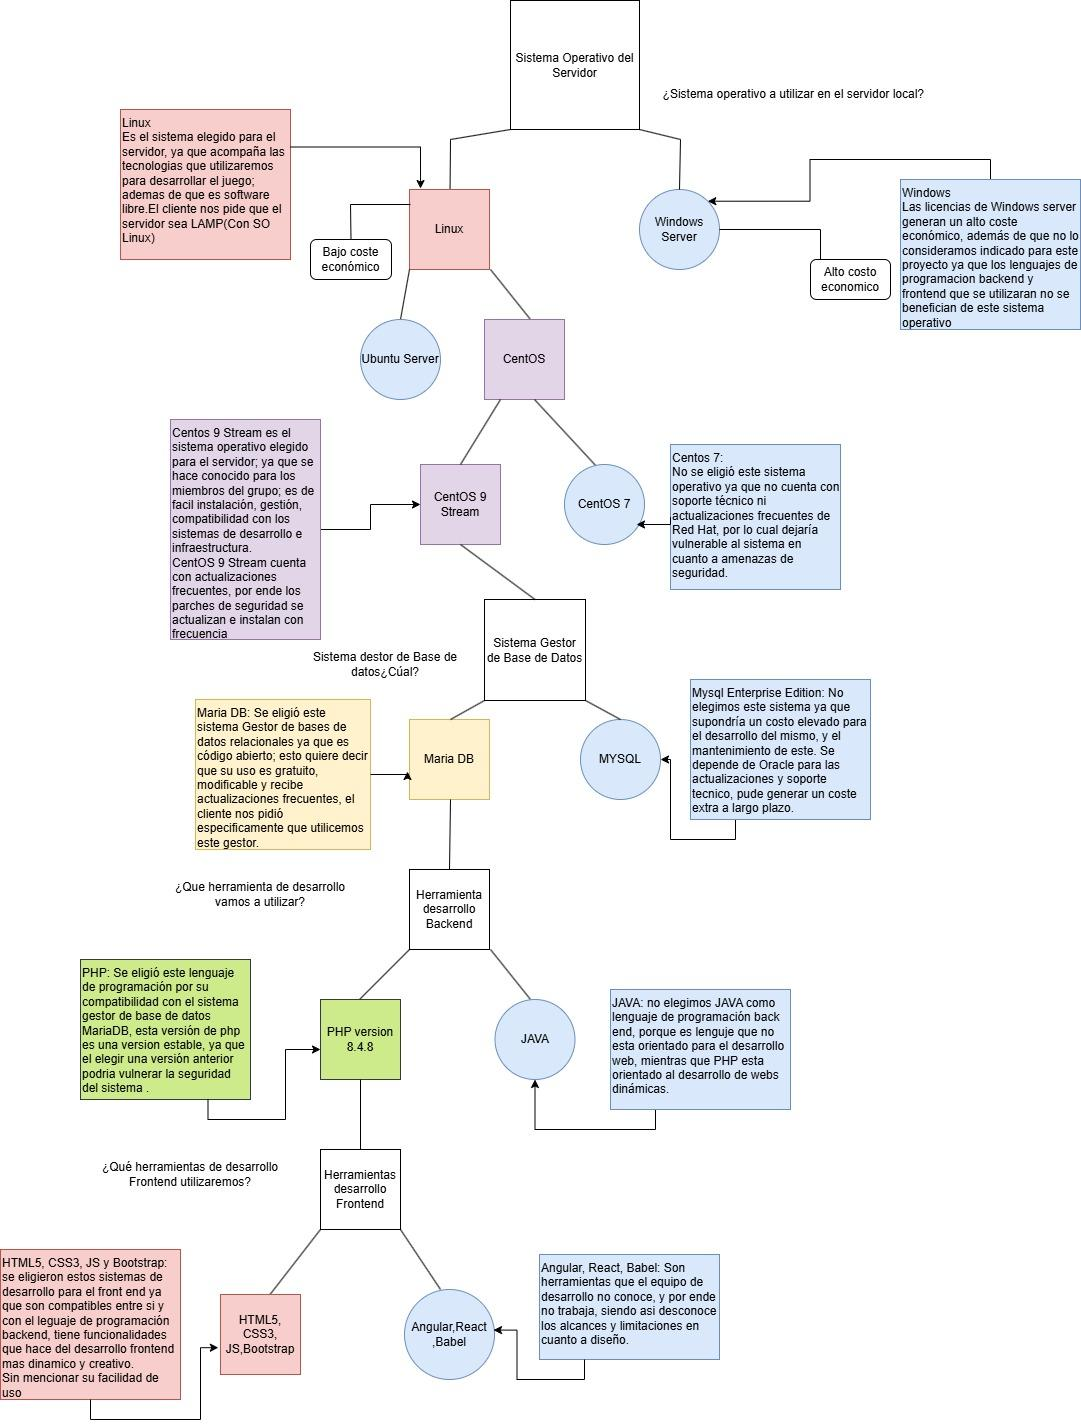 Sistema Operativo del
Servidor
¿Sistema operativo a utilizar en el servidor local?
Linux
Es el sistema elegido para el
servidor, ya que acompaña las
tecnologias que utilizaremos
para desarrollar el juego;
ademas de que es software
libre.El cliente nos pide que el
servidor sea LAMP(Con SO
Linux)
Linux
Bajo coste
económico
Windows
Server
Alto costo
economico
Windows
Las licencias de Windows server
generan un alto coste
económico, además de que no lo
consideramos indicado para este
proyecto ya que los lenguajes de
programacion backend y
frontend que se utilizaran no se
benefician de este sistema
operativo
Ubuntu Server
CentOS
Centos 9 Stream es el
sistema operativo elegido
para el servidor; ya que se
hace conocido para los
miembros del grupo; es de
facil instalación, gestión,
compatibilidad con los
sistemas de desarrollo e
infraestructura.
CentOS 9 Stream cuenta
con actualizaciones
frecuentes, por ende los
parches de seguridad se
actualizan e instalan con
frecuencia
CentOS 9
Stream
CentOS 7
Centos 7:
No se eligió este sistema
operativo ya que no cuenta con
soporte técnico ni
actualizaciones frecuentes de
Red Hat, por lo cual dejaría
vulnerable al sistema en
cuanto a amenazas de
seguridad.
Sistema Gestor
de Base de Datos
Sistema destor de Base de
datos¿Cúal?
Maria DB: Se eligió este
sistema Gestor de bases de
datos relacionales ya que es
código abierto; esto quiere decir
que su uso es gratuito,
modificable y recibe
actualizaciones frecuentes, el
cliente nos pidió
especificamente que utilicemos
este gestor.
Maria DB
MYSQL
Mysql Enterprise Edition: No
elegimos este sistema ya que
supondría un costo elevado para
el desarrollo del mismo, y el
mantenimiento de este. Se
depende de Oracle para las
actualizaciones y soporte
tecnico, pude generar un coste
extra a largo plazo.
¿Que herramienta de desarrollo
vamos a utilizar?
Herramienta
desarrollo
Backend
PHP: Se eligió este lenguaje
de programación por su
compatibilidad con el sistema
gestor de base de datos
MariaDB, esta versión de php
es una version estable, ya que
el elegir una versión anterior
podria vulnerar la seguridad
del sistema .
PHP version
8.4.8
JAVA
JAVA: no elegimos JAVA como
lenguaje de programación back
end, porque es lenguje que no
esta orientado para el desarrollo
web, mientras que PHP esta
orientado al desarrollo de webs
dinámicas.
¿Qué herramientas de desarrollo
Frontend utilizaremos?
Herramientas
desarrollo
Frontend
HTML5, CSS3, JS y Bootstrap:
se eligieron estos sistemas de
desarrollo para el front end ya
que son compatibles entre si y
con el leguaje de programación
backend, tiene funcionalidades
que hace del desarrollo frontend
mas dinamico y creativo.
Sin mencionar su facilidad de
uso
HTML5,
CSS3,
JS,Bootstrap
Angular,React
,Babel
Angular, React, Babel: Son
herramientas que el equipo de
desarrollo no conoce, y por ende
no trabaja, siendo asi desconoce
los alcances y limitaciones en
cuanto a diseño.